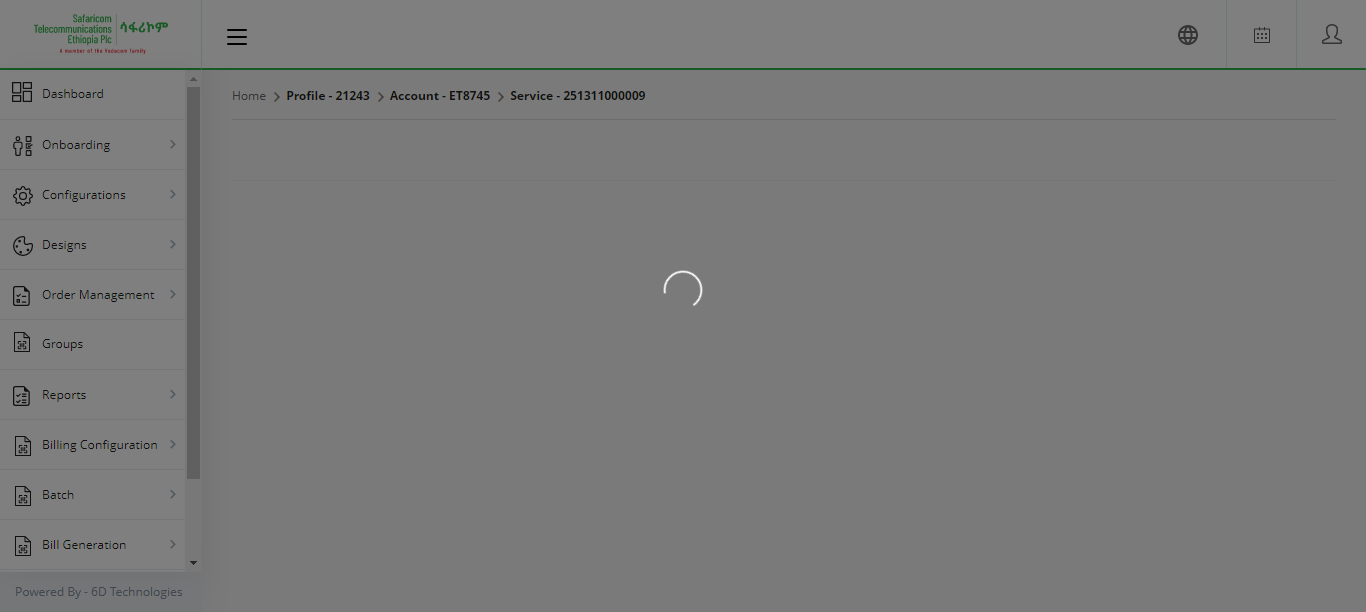 Safaricom
Telecommunications
Ethiopia Plc
ሳፋሪኮም
A member of the Vodacom family
Home > Profile - 21243 > Account - ET8745 > Service - 251311000009
Dashboard
Onboarding
Configurations
Designs
Order Management
Groups
Reports
Billing Configuration
Batch
Bill Generation
Powered By - 6D Technologies